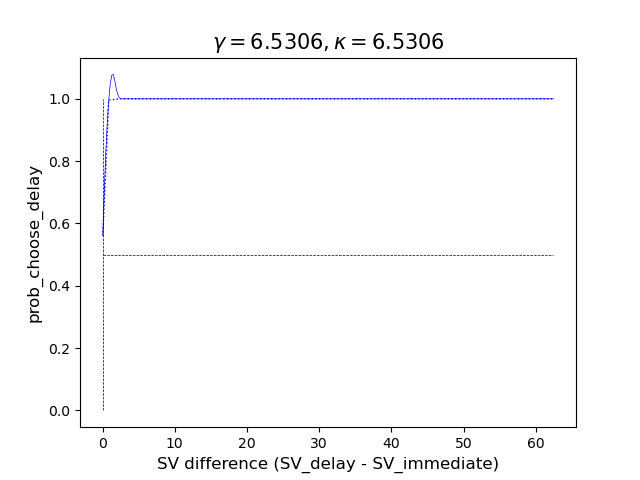 γ = 6.5306, κ = 6.5306
1.0
0.8
0.6
0.4
0.2
0.0
prob_choose_delay
0 10 20 30 40 50 60
SV difference (SV_delay - SV_immediate)